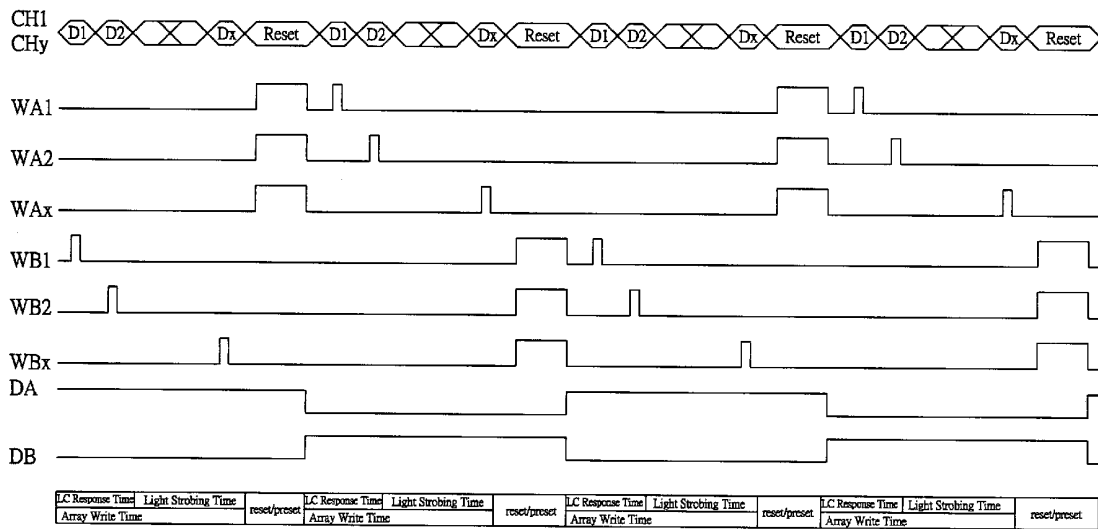 CH1
CHy
D1 D2 Dx Reset D1 D2 Dx Reset D1 D2 Dx Reset D1 D2 Dx Reset
WA1
WA2
WAx
WB1
WB2
WBx
DA
DB
LC Response Time Light Strobing Time reset/preset LC Response Time Light Strobing Time reset/preset LC Response Time Light Strobing Time reset/preset LC Response Time Light Strobing Time reset/preset
Array Write Time Array Write Time Array Write Time Array Write Time